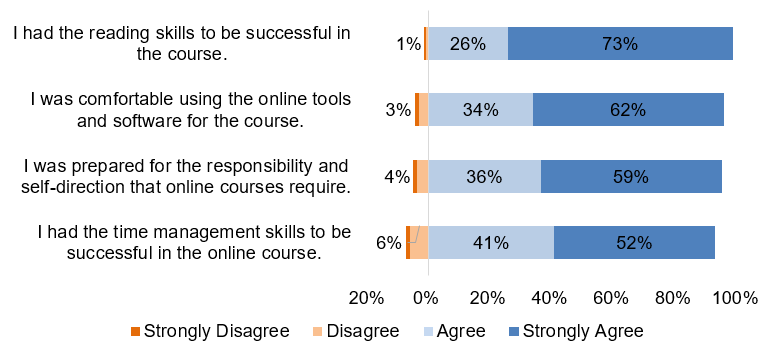 I had the reading skills to be successful in
the course.
1% 26% 73%
I was comfortable using the online tools
and software for the course.
3% 34% 62%
I was prepared for the responsibility and
self-direction that online courses require.
4% 36% 59%
I had the time management skills to be
successful in the online course.
6% 41% 52%
20% 0% 20% 40% 60% 80% 100%
Strongly Disagree Disagree Agree Strongly Agree